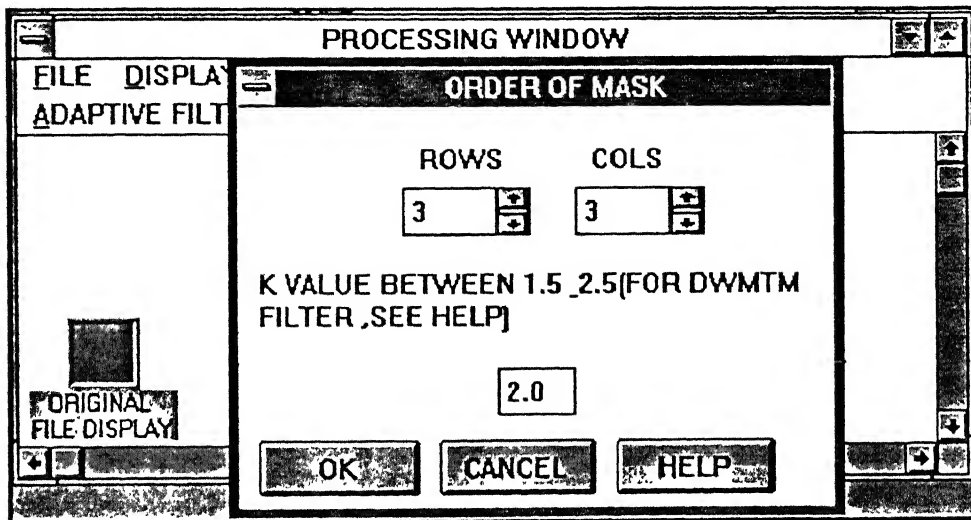 PROCESSING WINDOW
FILE DISPLAY
ADAPTIVE FILT
ORDER OF MASK
ROWS COLS
3 3
K VALUE BETWEEN 1.5 _2.5(FOR DWMTM
FILTER ,SEE HELP)
2.0
OK CANCEL HELP
ORIGINAL
FILE DISPLAY